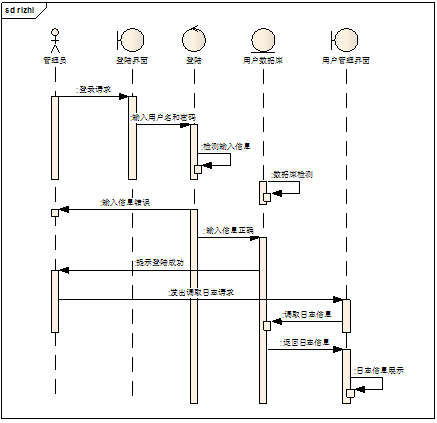 sd rizhi
管理员
登陆界面
登陆
用户数据库
用户管理界面
:登录请求
:输入用户名和密码
:检测输入信息
:数据库检测
:输入信息错误
:输入信息正确
:提示登陆成功
:发出调取日志请求
:调取日志信息
:返回日志信息
:日志信息展示